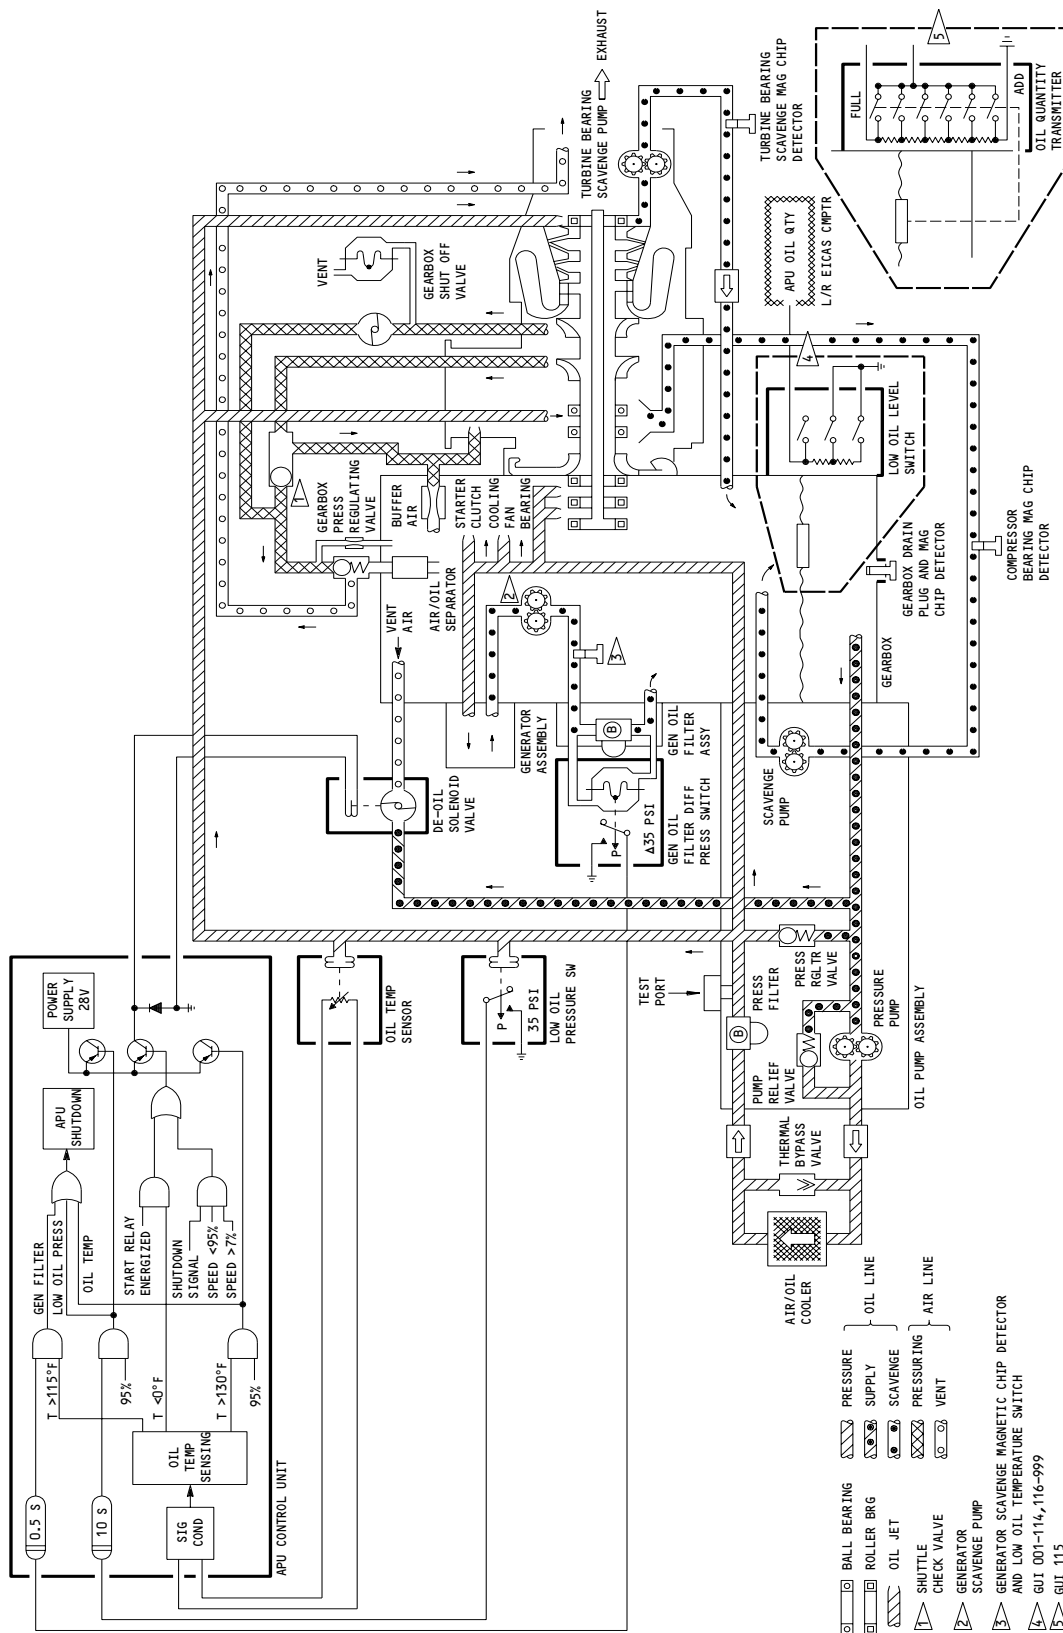 0.5 S
10 S
SIG
COND
OIL
TEMP
SENSING
APU CONTROL UNIT
T >115°F
95%
T <0°F
T >130°F
95%
GEN FILTER
LOW OIL PRESS
OIL TEMP
START RELAY
ENERGIZED
SHUTDOWN
SIGNAL
SPEED <95%
SPEED >7%
APU
SHUTDOWN
POWER
SUPPLY
28V
OIL TEMP
SENSOR
P
35 PSI
LOW OIL
PRESSURE SW
DE-OIL
SOLENOID
VALVE
VENT
AIR
GENERATOR
ASSEMBLY
P
Δ35 PSI
GEN OIL
FILTER DIFF
PRESS SWITCH
B
GEN OIL
FILTER ASSY
GEARBOX
PRESS
REGULATING
VALVE
AIR/OIL
SEPARATOR
BUFFER
AIR
STARTER
CLUTCH
COOLING
FAN
BEARING
1
2
3
VENT
GEARBOX
SHUT OFF
VALVE
TURBINE BEARING
SCAVENGE PUMP
EXHAUST
TURBINE BEARING
SCAVENGE MAG CHIP
DETECTOR
APU OIL QTY
L/R EICAS CMPTR
4
LOW OIL LEVEL
SWITCH
GEARBOX DRAIN
PLUG AND MAG
CHIP DETECTOR
GEARBOX
COMPRESSOR
BEARING MAG CHIP
DETECTOR
5
FULL
ADD
OIL QUANTITY
TRANSMITTER
SCAVENGE
PUMP
TEST
PORT
B
PRESS
FILTER
PRESS
RGLTR
VALVE
PUMP
RELIEF
VALVE
PRESSURE
PUMP
OIL PUMP ASSEMBLY
THERMAL
BYPASS
VALVE
AIR/OIL
COOLER
BALL BEARING
ROLLER BRG
OIL JET
PRESSURE
SUPPLY
SCAVENGE
OIL LINE
PRESSURING
VENT
AIR LINE
1 SHUTTLE
CHECK VALVE
2 GENERATOR
SCAVENGE PUMP
3 GENERATOR SCAVENGE MAGNETIC CHIP DETECTOR
AND LOW OIL TEMPERATURE SWITCH
4 GUI 001-114,116-999
5 GUI 115